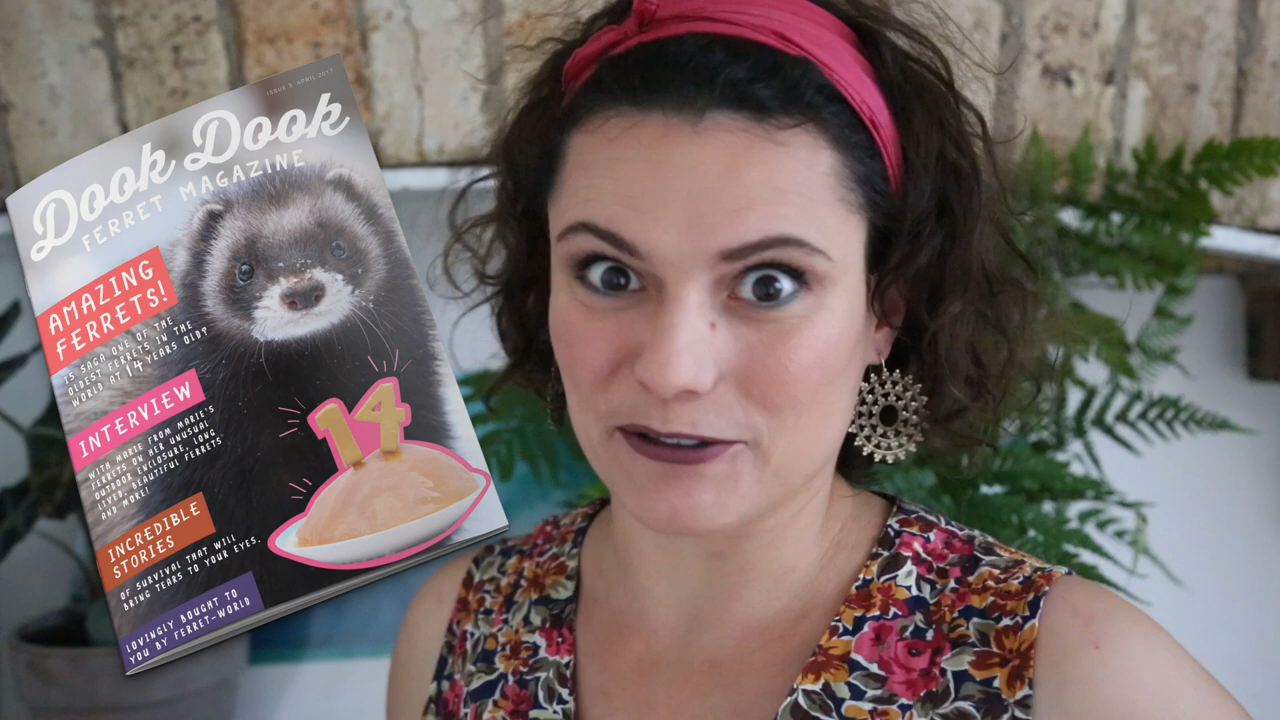 ISSUE 3 APRIL 2017
Dook Dook
FERRET MAGAZINE
AMAZING
FERRETS!
IS SAGA ONE OF THE
OLDEST FERRETS IN THE
WORLD AT 14 YEARS OLD?
INTERVIEW
WITH MARIE FROM MARIE'S
FERRETS ON HER UNUSUAL
OUTDOOR ENCLOSURE, LONG
LIVED, BEAUTIFUL FERRETS
AND MORE!
14
INCREDIBLE
STORIES
OF SURVIVAL THAT WILL
BRING TEARS TO YOUR EYES.
LOVINGLY BOUGHT TO
YOU BY FERRET-WORLD